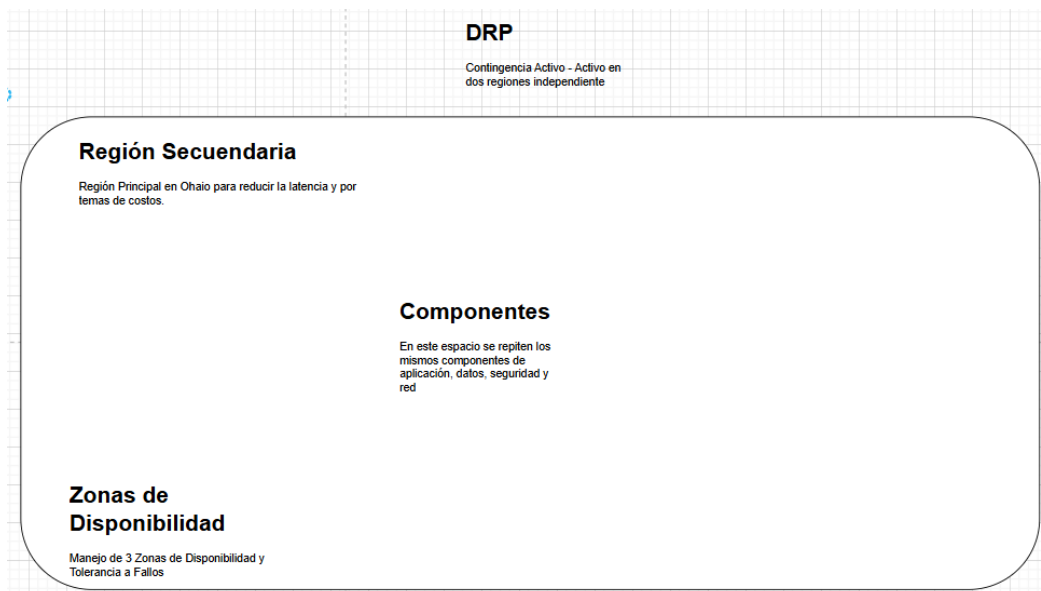 DRP
Contingencia Activo - Activo en
dos regiones independiente
Región Secuendaria
Región Principal en Ohaio para reducir la latencia y por
temas de costos.
Componentes
En este espacio se repiten los
mismos componentes de
aplicación, datos, seguridad y
red
Zonas de
Disponibilidad
Manejo de 3 Zonas de Disponibilidad y
Tolerancia a Fallos